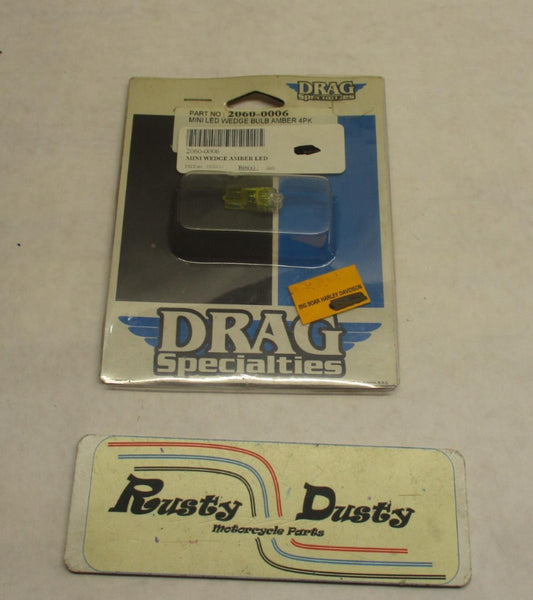 DRAG
Specialties
PART NO : 2060-0006
MINI LED WEDGE BULB AMBER 4PK
2060-0006
MINI WEDGE AMBER LED
BIG BOAR HARLEY DAVIDSON
DRAG
Specialties
Rusty Dusty
Motorcycle Parts